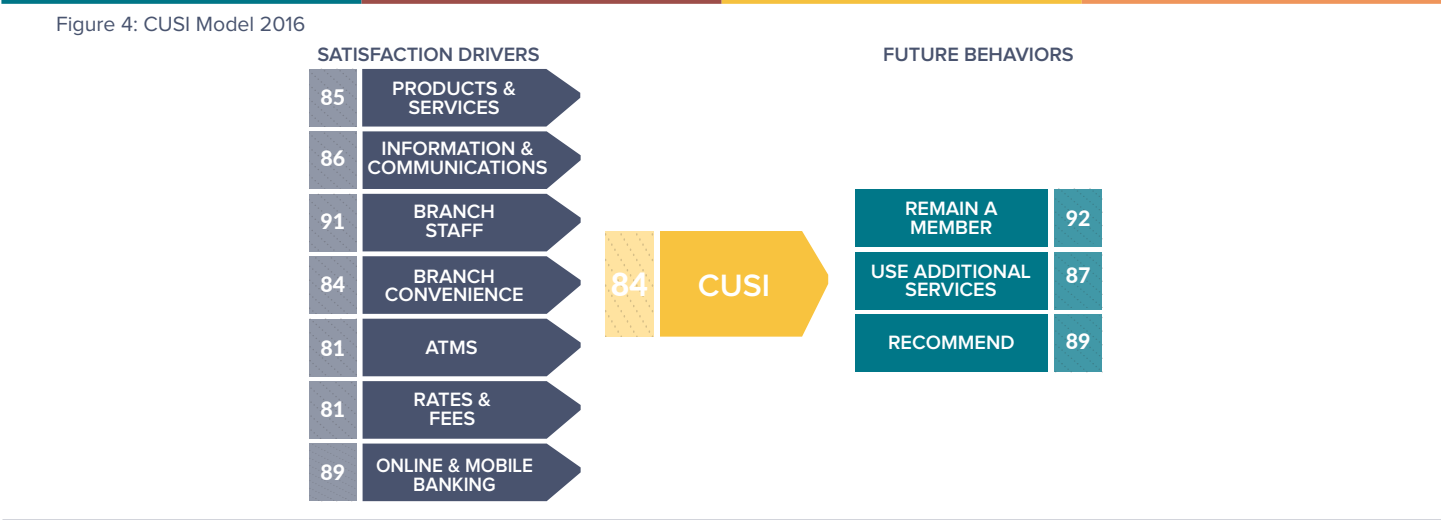 Figure 4: CUSI Model 2016
SATISFACTION DRIVERS
85
PRODUCTS &
SERVICES
86
INFORMATION &
COMMUNICATIONS
91
BRANCH
STAFF
84
BRANCH
CONVENIENCE
81
ATMS
81
RATES &
FEES
89
ONLINE & MOBILE
BANKING
84
CUSI
FUTURE BEHAVIORS
REMAIN A
MEMBER
92
USE ADDITIONAL
SERVICES
87
RECOMMEND
89